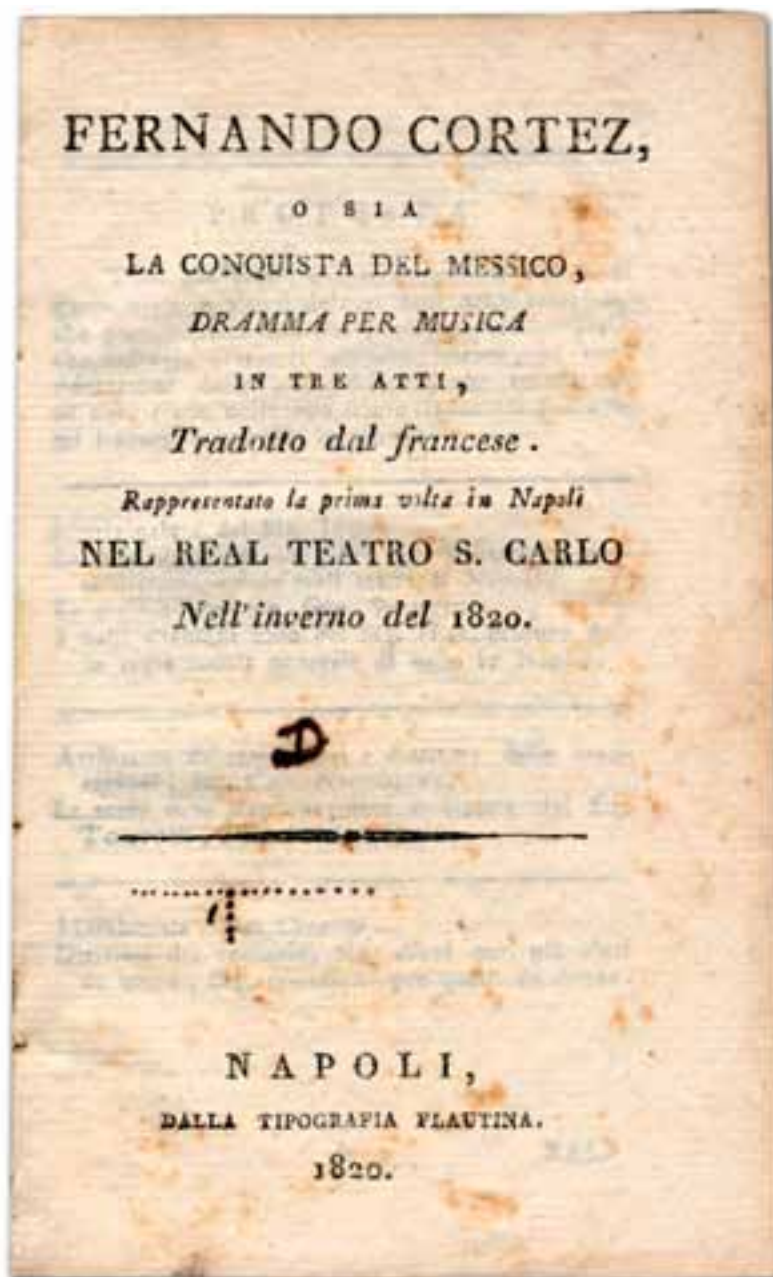 FERNANDO CORTEZ,
O SIA
LA CONQUISTA DEL MESSICO,
DRAMMA PER MUSICA
IN TRE ATTI,
Tradotto dal francese.
Rappresentato la prima volta in Napoli
NEL REAL TEATRO S. CARLO
Nell'inverno del 1820.
D
NAPOLI,
DALLA TIPOGRAFIA FLAUTINA.
1820.